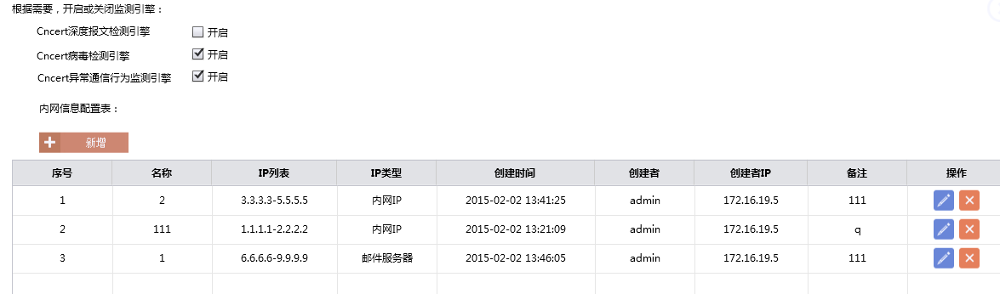 根据需要，开启或关闭监测引擎：
Cncert深度报文检测引擎 开启
Cncert病毒检测引擎 开启
Cncert异常通信行为监测引擎 开启
内网信息配置表：
新增
序号 名称 IP列表 IP类型 创建时间 创建者 创建者IP 备注 操作
1 2 3.3.3.3-5.5.5.5 内网IP 2015-02-02 13:41:25 admin 172.16.19.5 111
2 111 1.1.1.1-2.2.2.2 内网IP 2015-02-02 13:21:09 admin 172.16.19.5 q
3 1 6.6.6.6-9.9.9.9 邮件服务器 2015-02-02 13:46:05 admin 172.16.19.5 111